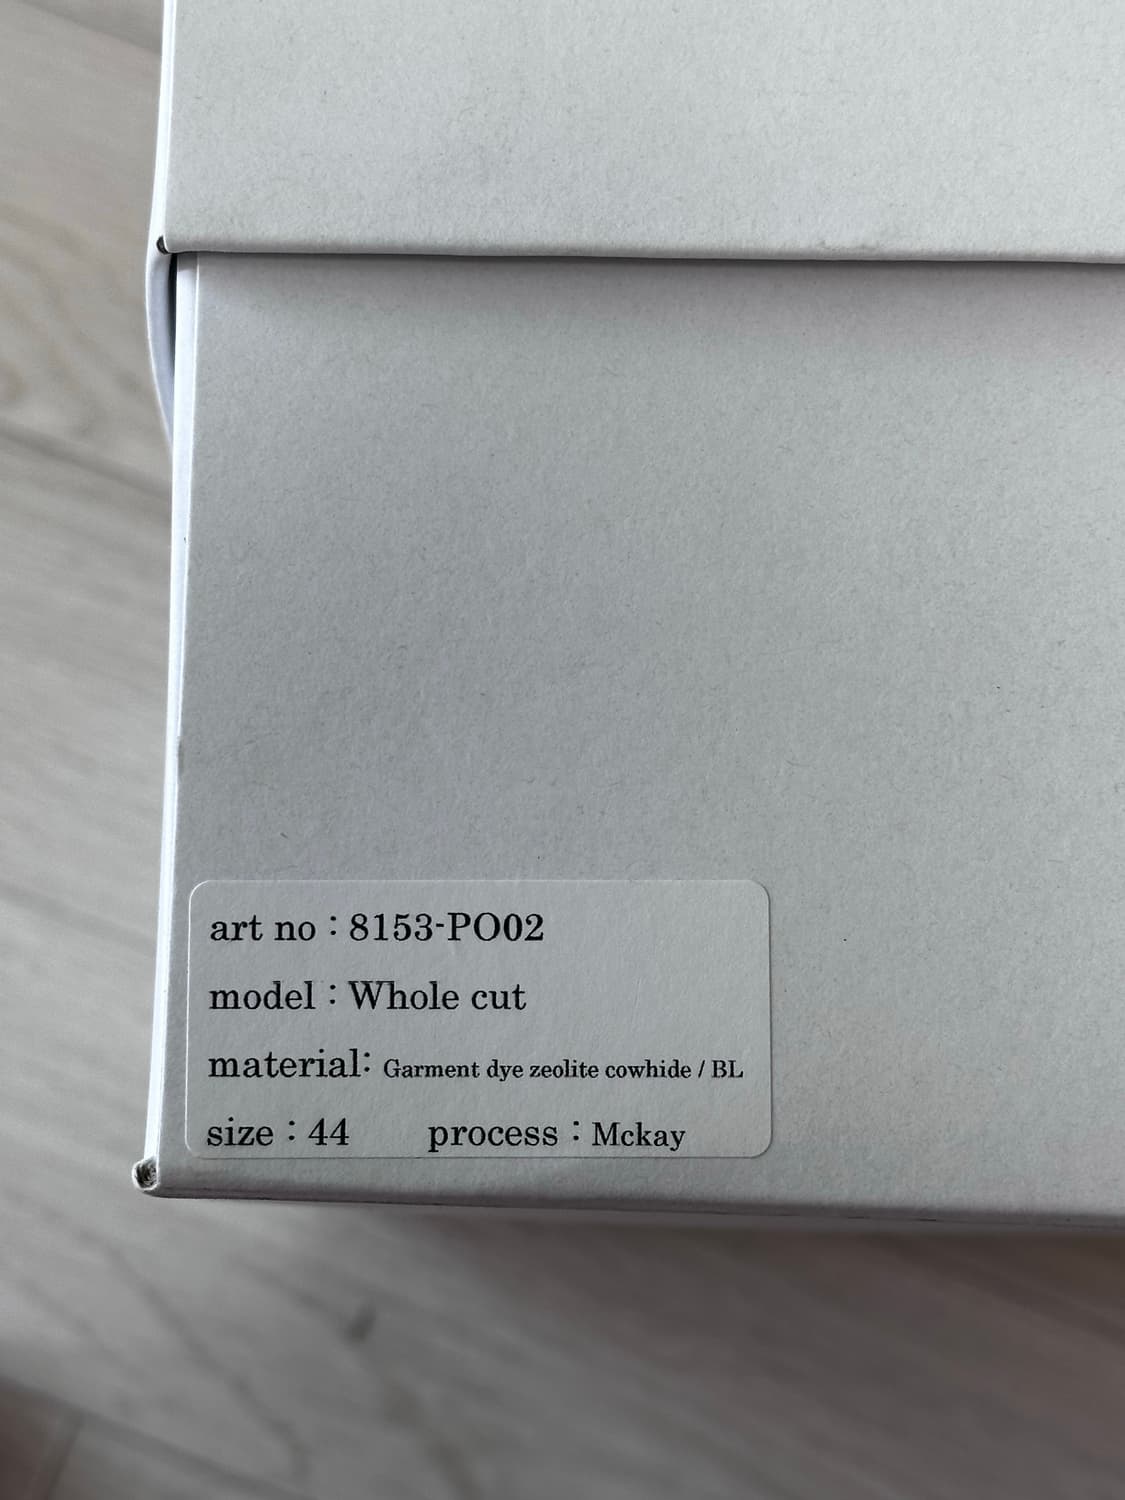 art no : 8153-PO02
model : Whole cut
material: Garment dye zeolite cowhide / BL
size : 44 process : Mckay